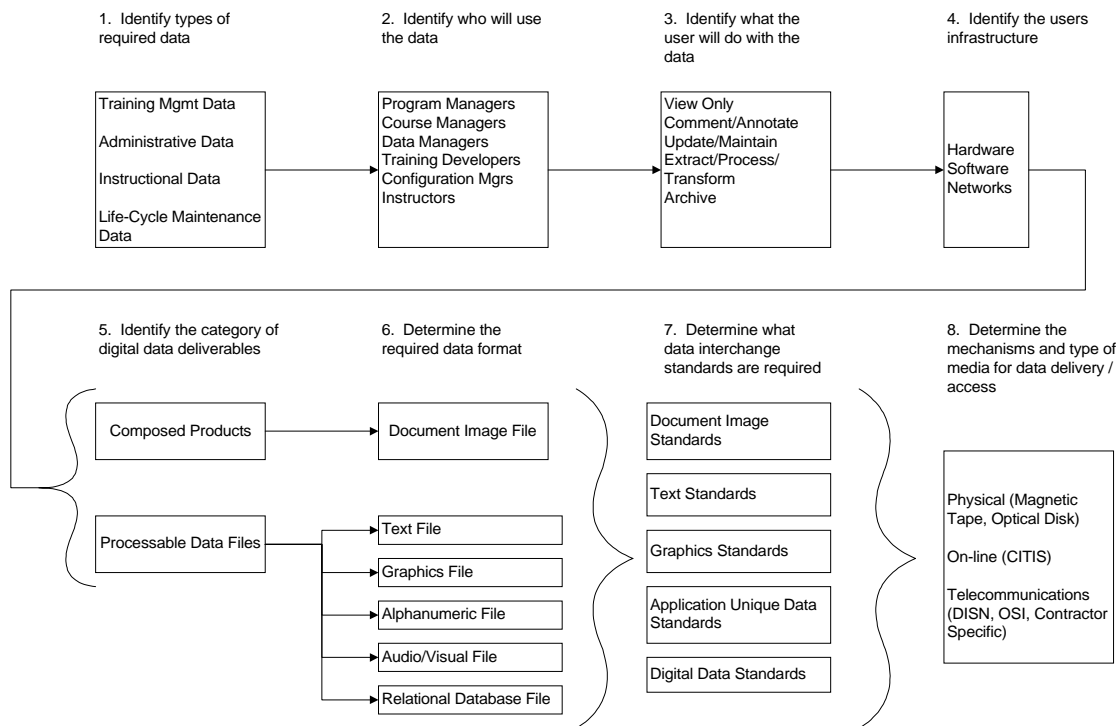 1. Identify types of
required data
2. Identify who will use
the data
3. Identify what the
user will do with the
data
4. Identify the users
infrastructure
Training Mgmt Data
Administrative Data
Instructional Data
Life-Cycle Maintenance
Data
Program Managers
Course Managers
Data Managers
Training Developers
Configuration Mgrs
Instructors
View Only
Comment/Annotate
Update/Maintain
Extract/Process/
Transform
Archive
Hardware
Software
Networks
5. Identify the category of
digital data deliverables
6. Determine the
required data format
7. Determine what
data interchange
standards are required
8. Determine the
mechanisms and type of
media for data delivery /
access
Composed Products
Processable Data Files
Document Image File
Text File
Graphics File
Alphanumeric File
Audio/Visual File
Relational Database File
Document Image
Standards
Text Standards
Graphics Standards
Application Unique Data
Standards
Digital Data Standards
Physical (Magnetic
Tape, Optical Disk)
On-line (CITIS)
Telecommunications
(DISN, OSI, Contractor
Specific)